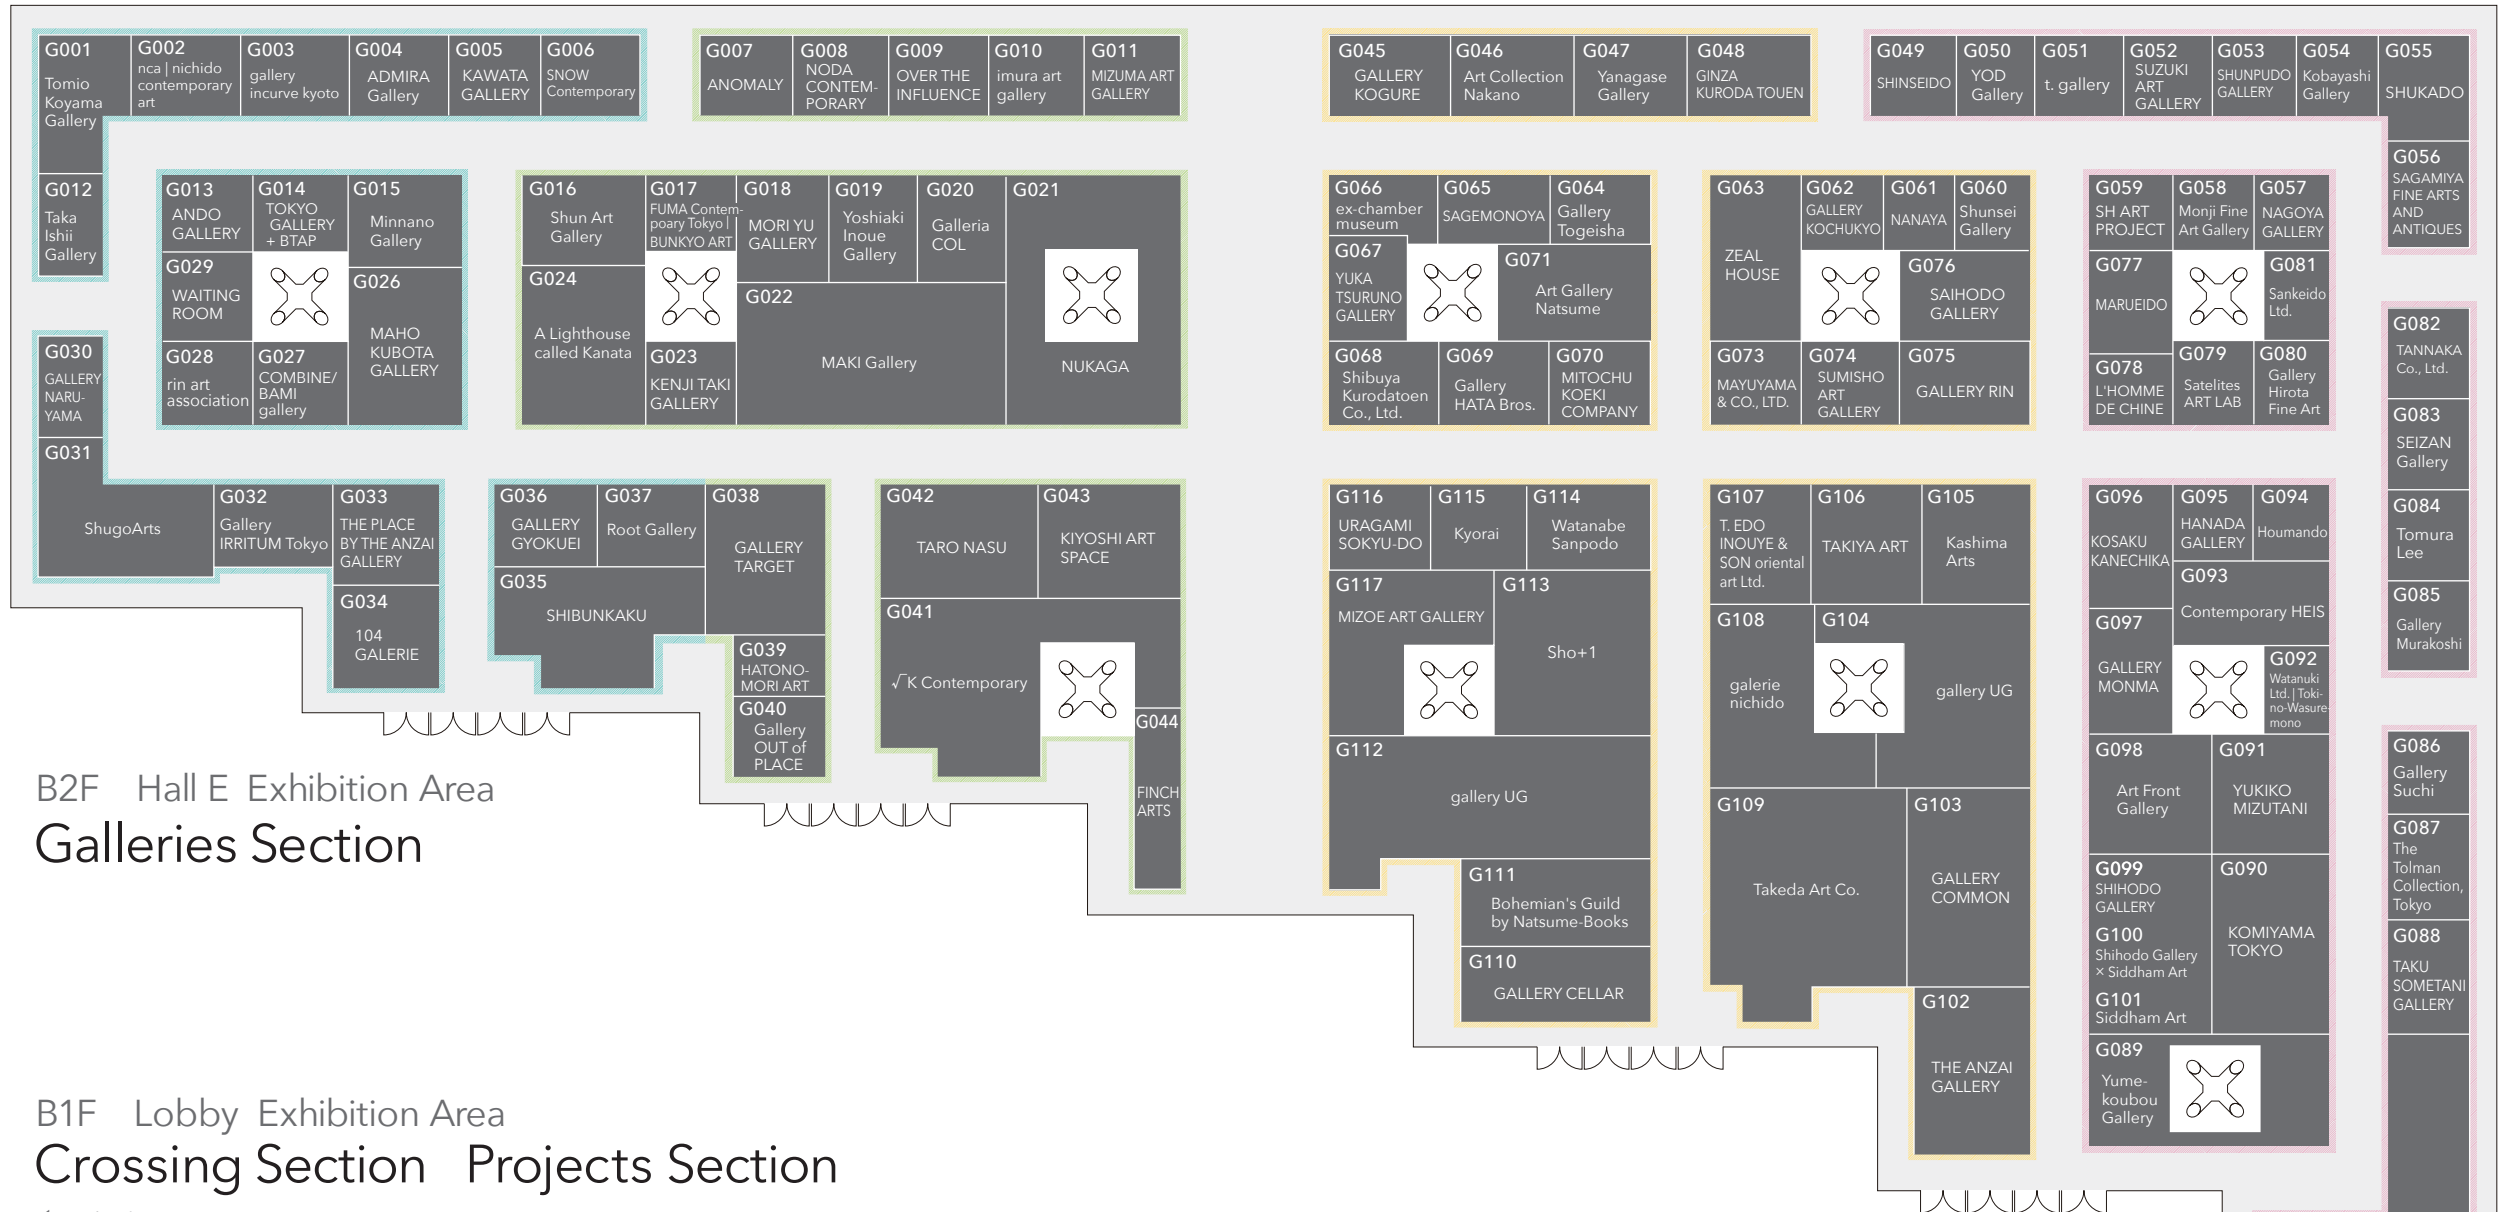 G001
Tomio
Koyama
Gallery
G002
nca | nichido
contemporary
art
G003
gallery
incurve kyoto
G004
ADMIRA
Gallery
G005
KAWATA
GALLERY
G006
SNOW
Contemporary
G007
ANOMALY
G008
NODA
CONTEM-
PORARY
G009
OVER THE
INFLUENCE
G010
imura art
gallery
G011
MIZUMA ART
GALLERY
G045
GALLERY
KOGURE
G046
Art Collection
Nakano
G047
Yanagase
Gallery
G048
GINZA
KURODA TOUEN
G049
SHINSEIDO
G050
YOD
Gallery
G051
t. gallery
G052
SUZUKI
ART
GALLERY
G053
SHUNPUDO
GALLERY
G054
Kobayashi
Gallery
G055
SHUKADO
G056
SAGAMIYA
FINE ARTS
AND
ANTIQUES
G012
Taka
Ishii
Gallery
G013
ANDO
GALLERY
G014
TOKYO
GALLERY
+ BTAP
G015
Minnano
Gallery
G029
WAITING
ROOM
G026
MAHO
KUBOTA
GALLERY
G028
rin art
association
G027
COMBINE/
BAMI
gallery
G016
Shun Art
Gallery
G017
FUMA Contem-
poary Tokyo |
BUNKYO ART
G018
MORI YU
GALLERY
G019
Yoshiaki
Inoue
Gallery
G020
Galleria
COL
G021
NUKAGA
G024
A Lighthouse
called Kanata
G022
MAKI Gallery
G023
KENJI TAKI
GALLERY
G066
ex-chamber
museum
G065
SAGEMONOYA
G064
Gallery
Togeisha
G067
YUKA
TSURUNO
GALLERY
G071
Art Gallery
Natsume
G068
Shibuya
Kurodatoen
Co., Ltd.
G069
Gallery
HATA Bros.
G070
MITOCHU
KOEKI
COMPANY
G063
ZEAL
HOUSE
G062
GALLERY
KOCHUKYO
G061
NANAYA
G060
Shunsei
Gallery
G076
SAIHODO
GALLERY
G073
MAYUYAMA
& CO., LTD.
G074
SUMISHO
ART
GALLERY
G075
GALLERY RIN
G059
SH ART
PROJECT
G058
Monji Fine
Art Gallery
G057
NAGOYA
GALLERY
G077
MARUEIDO
G081
Sankeido
Ltd.
G078
L'HOMME
DE CHINE
G079
Satelites
ART LAB
G080
Gallery
Hirota
Fine Art
G082
TANNAKA
Co., Ltd.
G083
SEIZAN
Gallery
G084
Tomura
Lee
G085
Gallery
Murakoshi
G030
GALLERY
NARU-
YAMA
G031
ShugoArts
G032
Gallery
IRRITUM Tokyo
G033
THE PLACE
BY THE ANZAI
GALLERY
G034
104
GALERIE
G036
GALLERY
GYOKUEI
G037
Root Gallery
G038
GALLERY
TARGET
G035
SHIBUNKAKU
G039
HATONO-
MORI ART
G040
Gallery
OUT of
PLACE
G042
TARO NASU
G043
KIYOSHI ART
SPACE
G041
√K Contemporary
G044
FINCH
ARTS
G116
URAGAMI
SOKYU-DO
G115
Kyorai
G114
Watanabe
Sanpodo
G117
MIZOE ART GALLERY
G113
Sho+1
G112
gallery UG
G111
Bohemian's Guild
by Natsume-Books
G110
GALLERY CELLAR
G107
T. EDO
INOUYE &
SON oriental
art Ltd.
G106
TAKIYA ART
G105
Kashima
Arts
G108
galerie
nichido
G104
gallery UG
G109
Takeda Art Co.
G103
GALLERY
COMMON
G102
THE ANZAI
GALLERY
G096
KOSAKU
KANECHIKA
G095
HANADA
GALLERY
G094
Houmando
G093
Contemporary HEIS
G097
GALLERY
MONMA
G092
Watanuki
Ltd. | Toki-
no-Wasure-
mono
G098
Art Front
Gallery
G091
YUKIKO
MIZUTANI
G099
SHIHODO
GALLERY
G100
Shihodo Gallery
× Siddham Art
G101
Siddham Art
G090
KOMIYAMA
TOKYO
G089
Yume-
koubou
Gallery
G086
Gallery
Suchi
G087
The
Tolman
Collection,
Tokyo
G088
TAKU
SOMETANI
GALLERY
B2F Hall E Exhibition Area
Galleries Section
B1F Lobby Exhibition Area
Crossing Section Projects Section